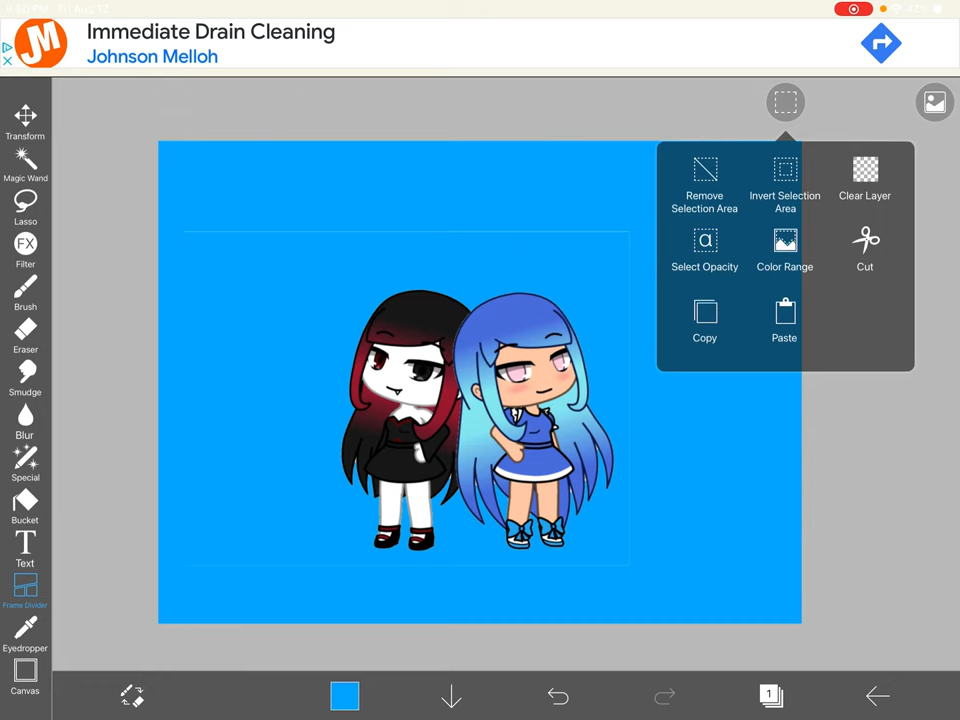 Immediate Drain Cleaning
JM
Johnson Melloh
Transform
Magic Wand
Lasso
FX
Filter
Brush
Eraser
Smudge
Blur
Special
Bucket
T
Text
Frame Divider
Eyedropper
Canvas
Remove
Selection Area
Invert Selection
Area
Clear Layer
α
Select Opacity
Color Range
Cut
Copy
Paste
1